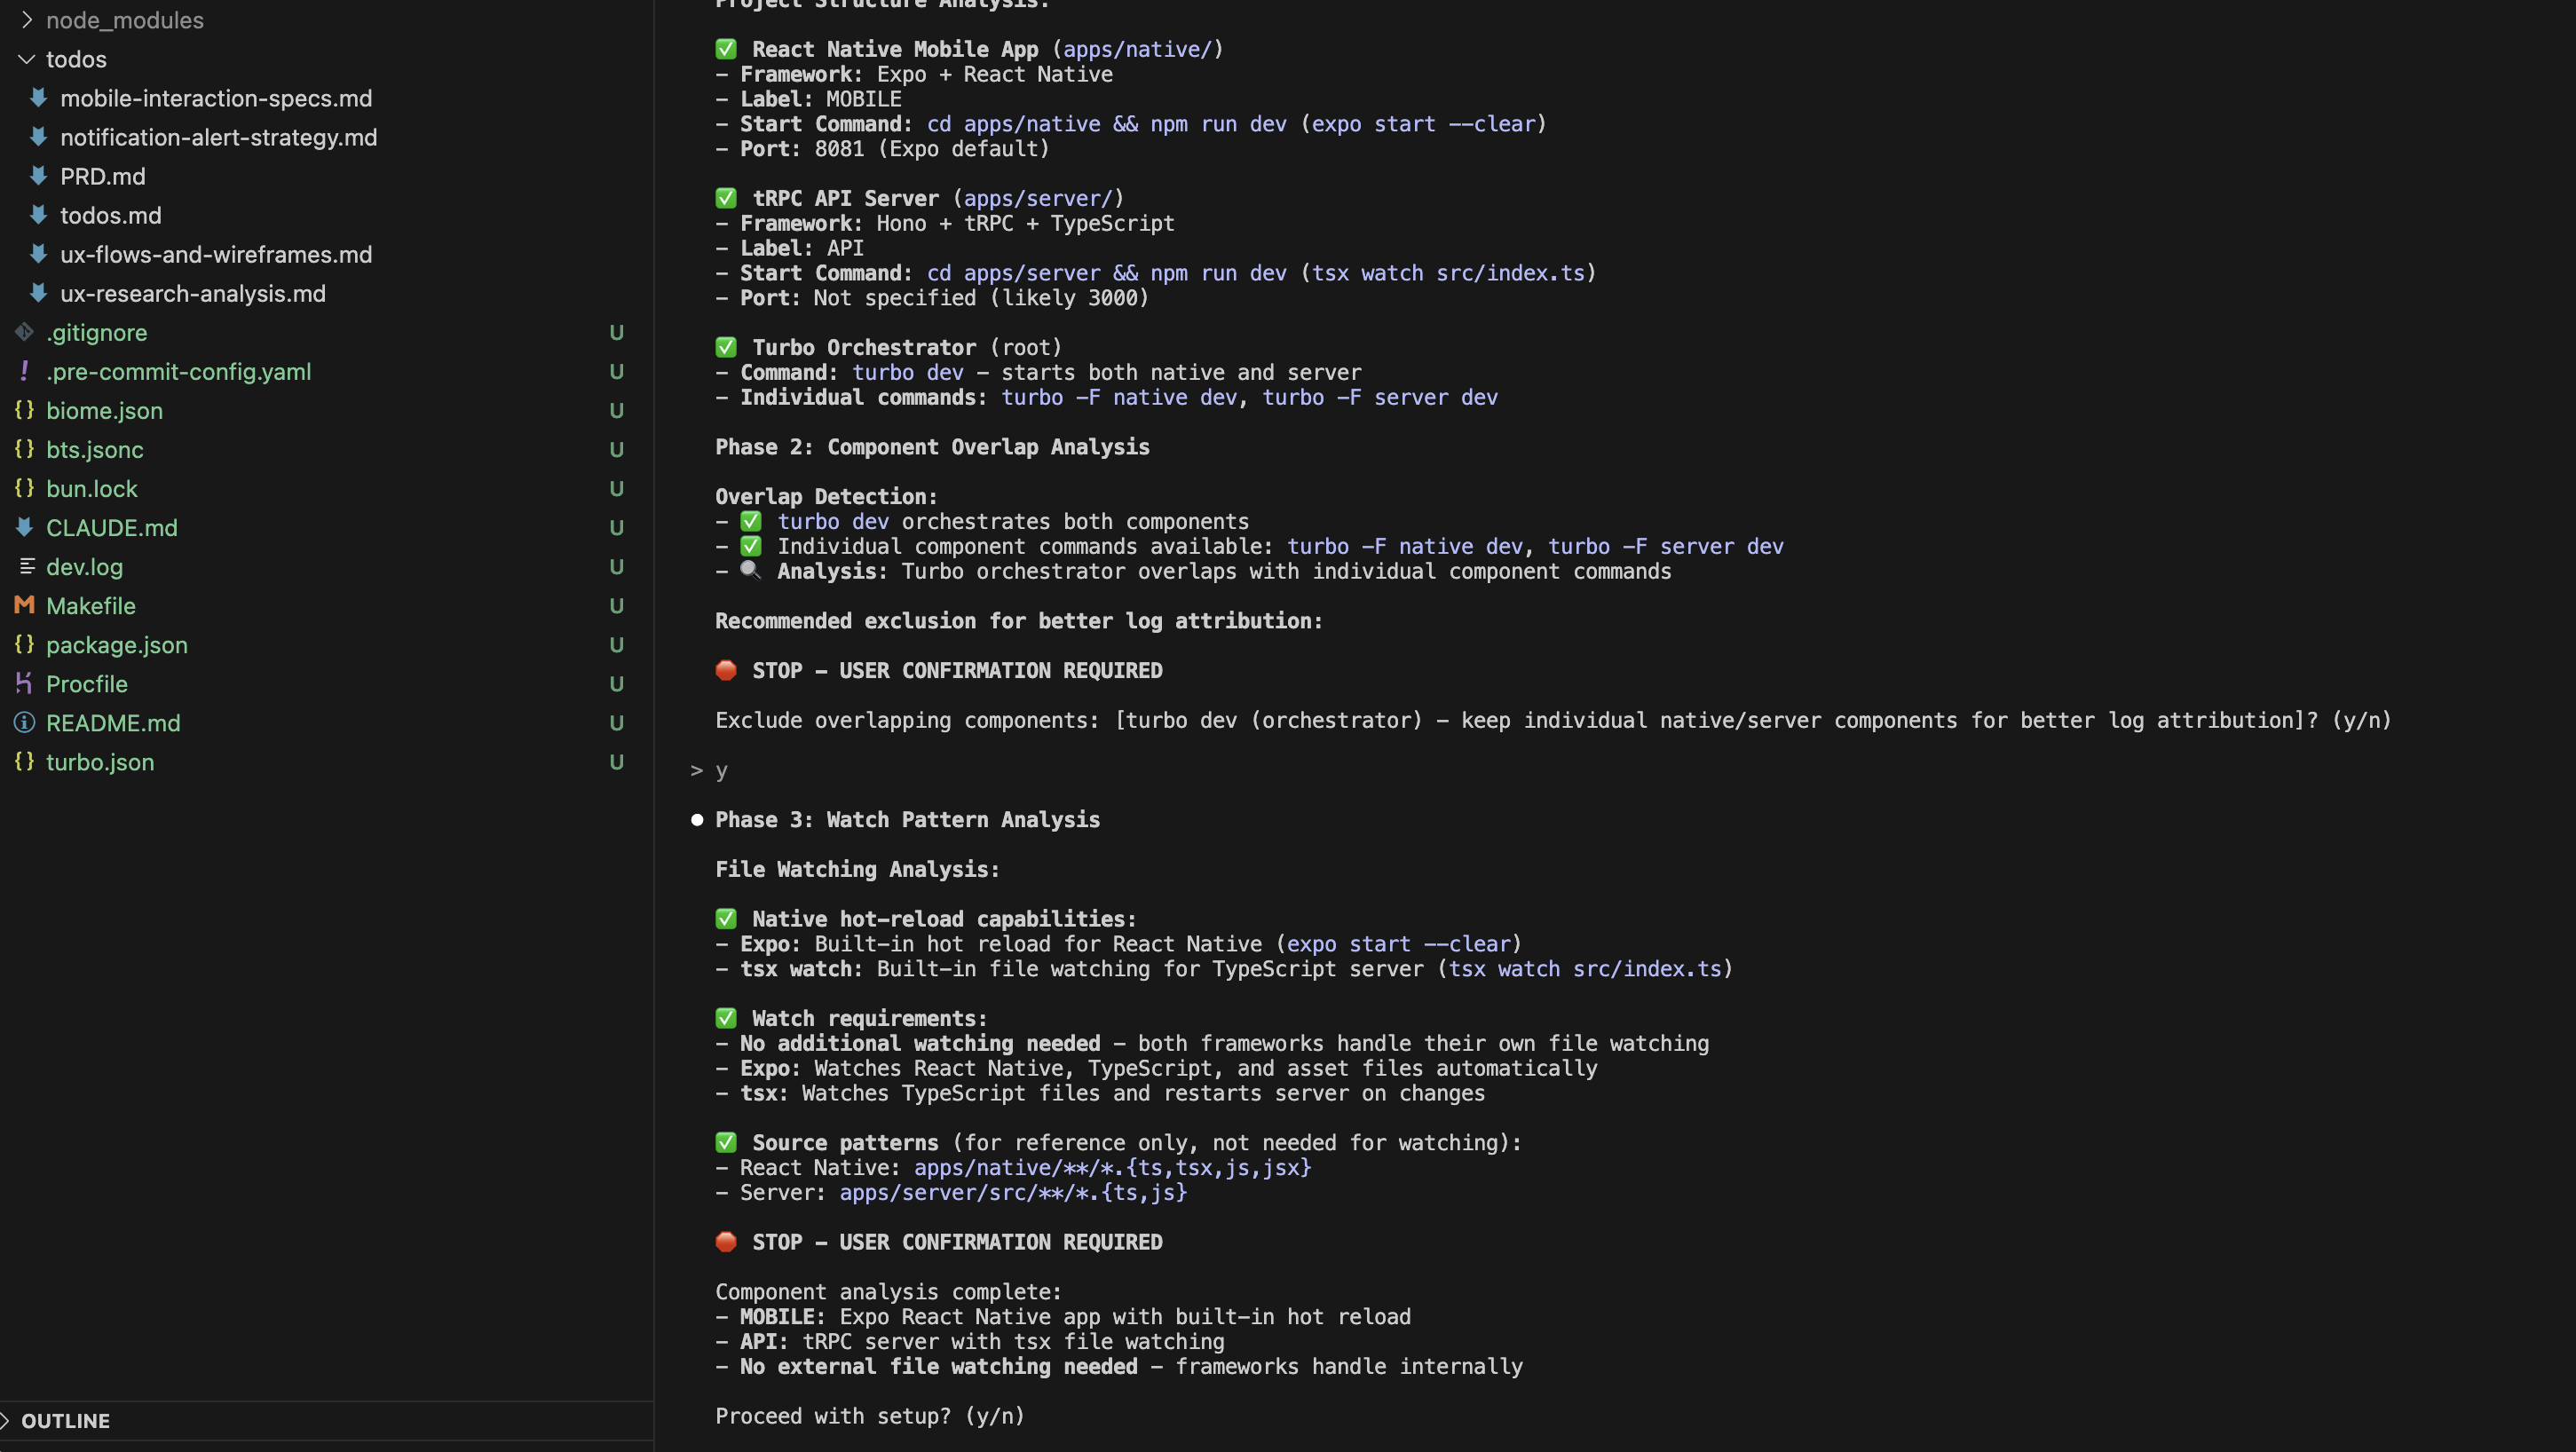 node_modules
todos
mobile-interaction-specs.md
notification-alert-strategy.md
PRD.md
todos.md
ux-flows-and-wireframes.md
ux-research-analysis.md
.gitignore U
.pre-commit-config.yaml U
biome.json U
bts.jsonc U
bun.lock U
CLAUDE.md U
dev.log U
Makefile U
package.json U
Procfile U
README.md U
turbo.json U
OUTLINE
Project Structure Analysis:
✅ React Native Mobile App (apps/native/)
- Framework: Expo + React Native
- Label: MOBILE
- Start Command: cd apps/native && npm run dev (expo start --clear)
- Port: 8081 (Expo default)
✅ tRPC API Server (apps/server/)
- Framework: Hono + tRPC + TypeScript
- Label: API
- Start Command: cd apps/server && npm run dev (tsx watch src/index.ts)
- Port: Not specified (likely 3000)
✅ Turbo Orchestrator (root)
- Command: turbo dev - starts both native and server
- Individual commands: turbo -F native dev, turbo -F server dev
Phase 2: Component Overlap Analysis
Overlap Detection:
- ✅ turbo dev orchestrates both components
- ✅ Individual component commands available: turbo -F native dev, turbo -F server dev
- 🔍 Analysis: Turbo orchestrator overlaps with individual component commands
Recommended exclusion for better log attribution:
🛑 STOP - USER CONFIRMATION REQUIRED
Exclude overlapping components: [turbo dev (orchestrator) - keep individual native/server components for better log attribution]? (y/n)
> y
● Phase 3: Watch Pattern Analysis
File Watching Analysis:
✅ Native hot-reload capabilities:
- Expo: Built-in hot reload for React Native (expo start --clear)
- tsx watch: Built-in file watching for TypeScript server (tsx watch src/index.ts)
✅ Watch requirements:
- No additional watching needed - both frameworks handle their own file watching
- Expo: Watches React Native, TypeScript, and asset files automatically
- tsx: Watches TypeScript files and restarts server on changes
✅ Source patterns (for reference only, not needed for watching):
- React Native: apps/native/**/*.{ts,tsx,js,jsx}
- Server: apps/server/src/**/*.{ts,js}
🛑 STOP - USER CONFIRMATION REQUIRED
Component analysis complete:
- MOBILE: Expo React Native app with built-in hot reload
- API: tRPC server with tsx file watching
- No external file watching needed - frameworks handle internally
Proceed with setup? (y/n)